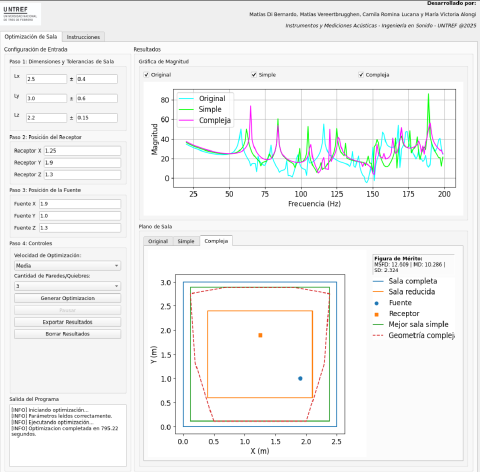 Desarrollado por:
UNTREF
UNIVERSIDAD NACIONAL
DE TRES DE FEBRERO
Matías Di Bernardo, Matías Vereertbrugghen, Camila Romina Lucana y María Victoria Alongi
Instrumentos y Mediciones Acústicas - Ingeniería en Sonido - UNTREF @2025
Optimización de Sala
Instrucciones
Configuración de Entrada
Resultados
Paso 1: Dimensiones y Tolerancias de Sala
Lx 2.5 ± 0.4
Ly 3.0 ± 0.6
Lz 2.2 ± 0.15
Paso 2: Posición del Receptor
Receptor X 1.25
Receptor Y 1.9
Receptor Z 1.3
Paso 3: Posición de la Fuente
Fuente X 1.9
Fuente Y 1.0
Fuente Z 1.3
Paso 4: Controles
Velocidad de Optimización:
Media
Cantidad de Paredes/Quiebres:
3
Generar Optimizacion
Exportar Resultados
Borrar Resultados
Salida del Programa
[INFO] Iniciando optimización...
[INFO] Parámetros leídos correctamente.
[INFO] Ejecutando optimización...
[INFO] Optimizacion completada en 795.22
segundos.
Gráfica de Magnitud
Original Simple Compleja
Original
Simple
Compleja
Magnitud
80
60
40
20
0
25 50 75 100 125 150 175 200
Frecuencia (Hz)
Plano de Sala
Original Simple Compleja
Figura de Mérito:
MSFD: 12.609 | MD: 10.286 |
SD: 2.324
Sala completa
Sala reducida
Fuente
Receptor
Mejor sala simple
Geometría complej
Y (m)
3.0
2.5
2.0
1.5
1.0
0.5
0.0
0.0 0.5 1.0 1.5 2.0 2.5
X (m)